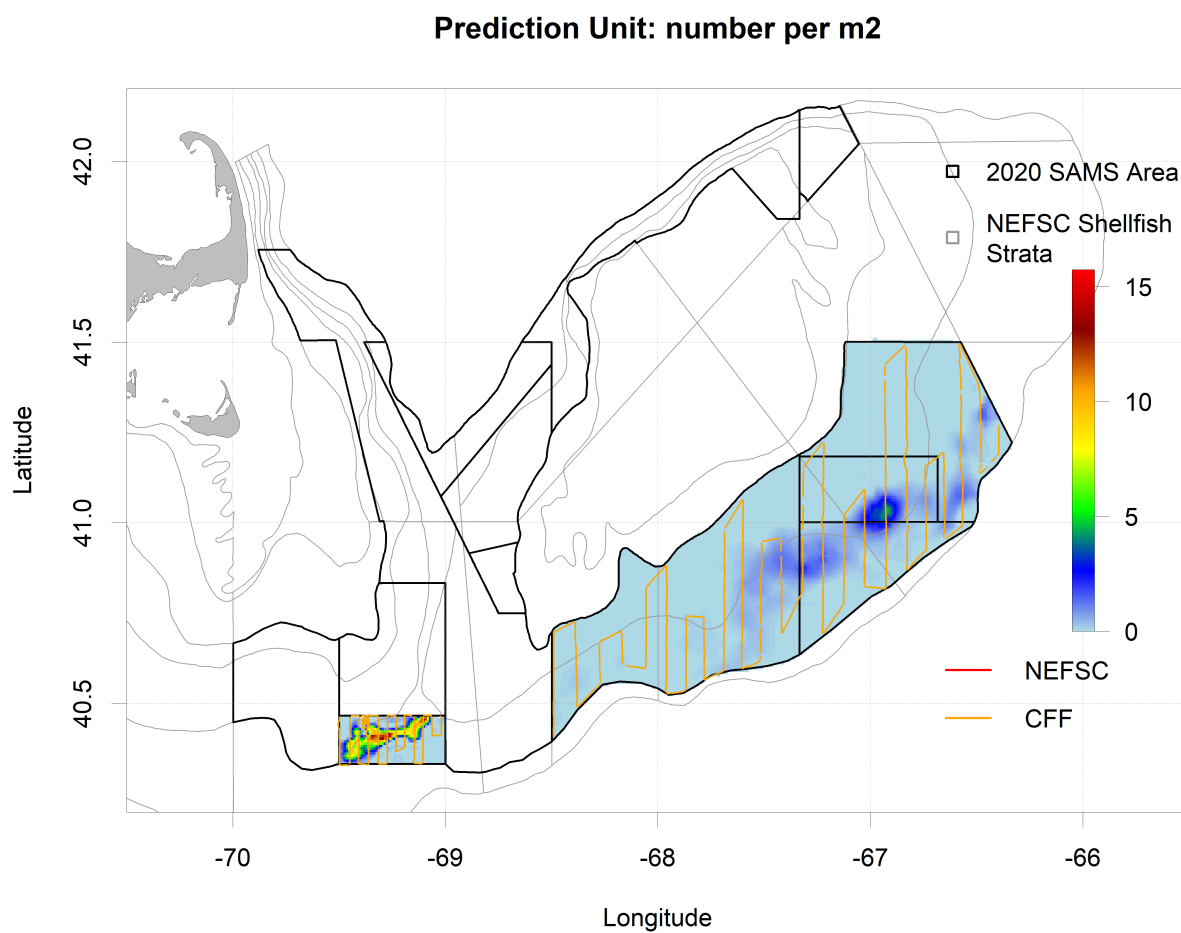 Prediction Unit: number per m2
42.0
41.5
41.0
40.5
Latitude
2020 SAMS Area
NEFSC Shellfish
Strata
15
10
5
0
NEFSC
CFF
-70
-69
-68
-67
-66
Longitude